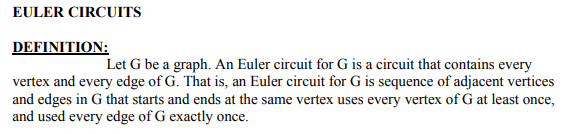 EULER CIRCUITS
DEFINITION:
Let G be a graph. An Euler circuit for G is a circuit that contains every
vertex and every edge of G. That is, an Euler circuit for G is sequence of adjacent vertices
and edges in G that starts and ends at the same vertex uses every vertex of G at least once,
and used every edge of G exactly once.